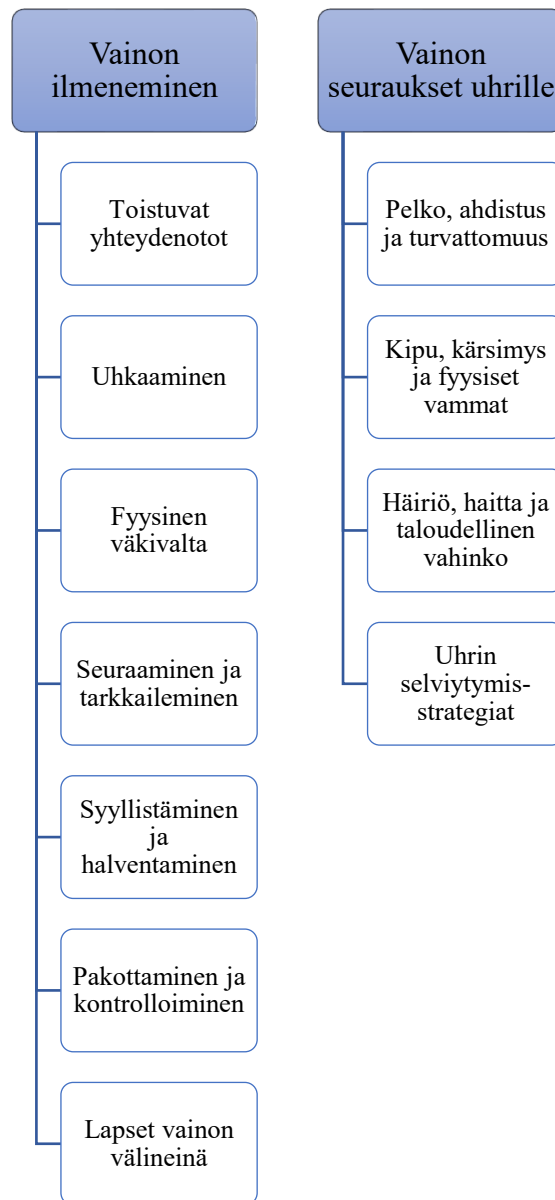 Vainon
ilmeneminen
Toistuvat
yhteydenotot
Uhkaaminen
Fyysinen
väkivalta
Seuraaminen ja
tarkkaileminen
Syyllistäminen
ja
halventaminen
Pakottaminen ja
kontrolloiminen
Lapset vainon
välineinä
Vainon
seuraukset uhrille
Pelko, ahdistus
ja turvattomuus
Kipu, kärsimys
ja fyysiset
vammat
Häiriö, haitta ja
taloudellinen
vahinko
Uhrin
selviytymis-
strategiat